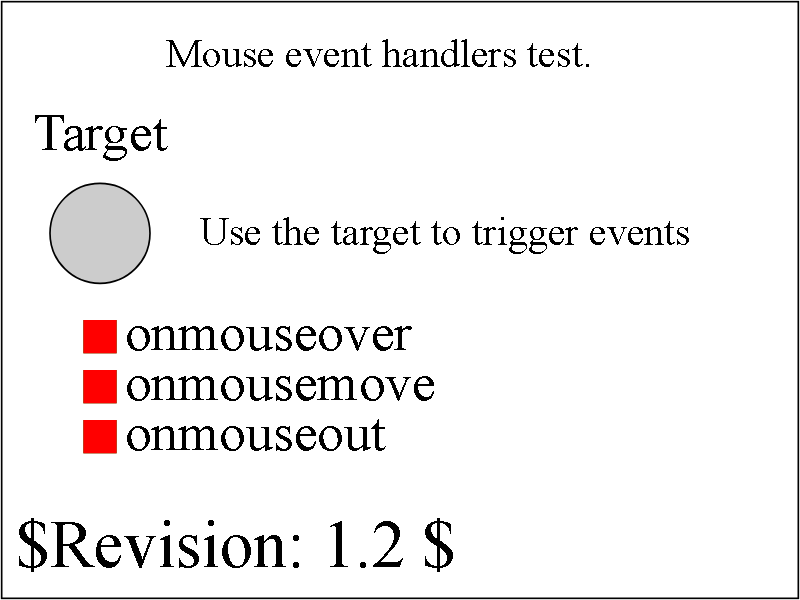 Mouse event handlers test.
Target
Use the target to trigger events
onmouseover
onmousemove
onmouseout
$Revision: 1.2 $